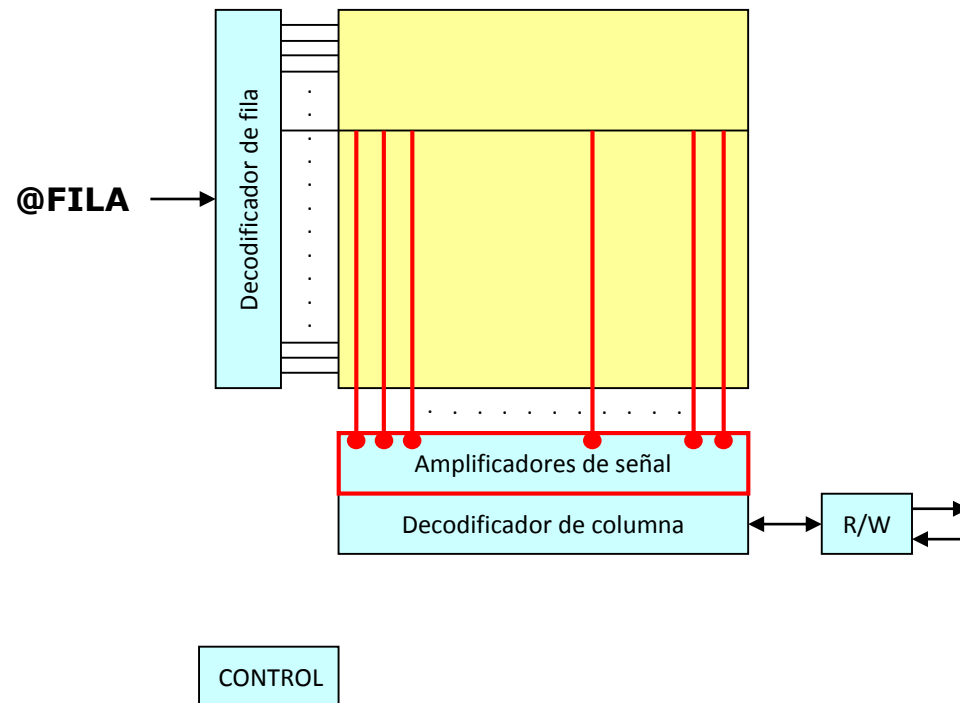 Decodificador de fila
@FILA
Amplificadores de señal
Decodificador de columna
R/W
CONTROL